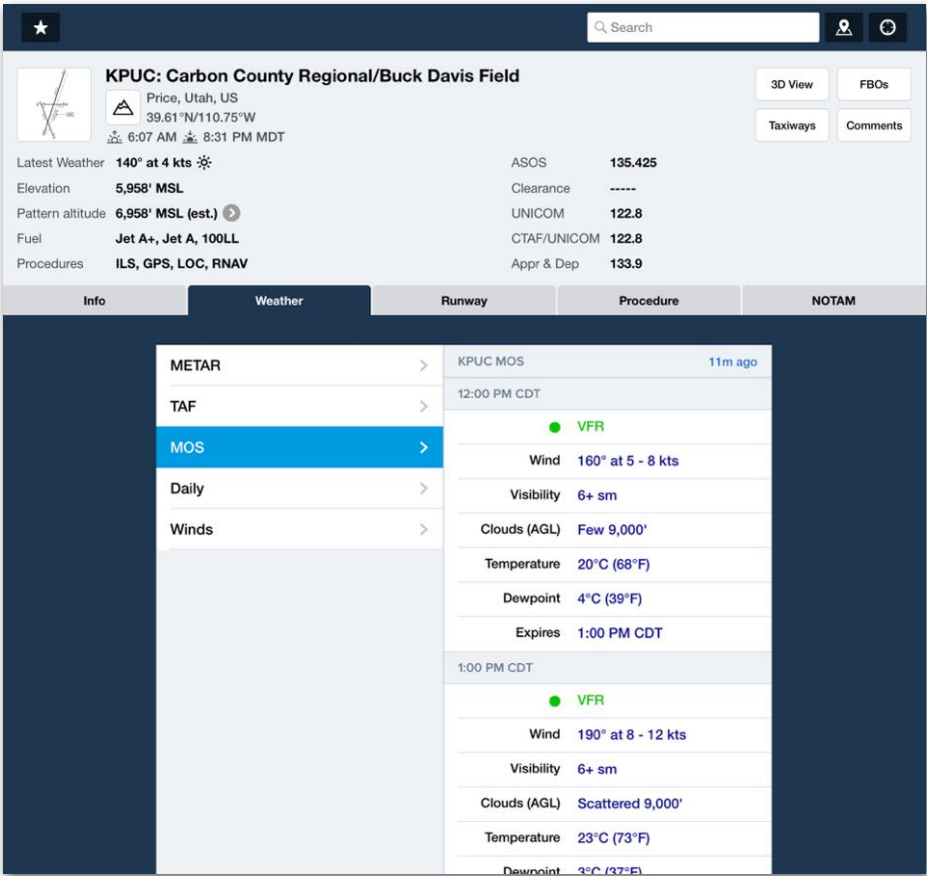 Search
KPUC: Carbon County Regional/Buck Davis Field
Price, Utah, US
39.61°N/110.75°W
6:07 AM 8:31 PM MDT
3D View
FBOs
Taxiways
Comments
Latest Weather 140° at 4 kts
Elevation 5,958' MSL
Pattern altitude 6,958' MSL (est.)
Fuel Jet A+, Jet A, 100LL
Procedures ILS, GPS, LOC, RNAV
ASOS 135.425
Clearance -----
UNICOM 122.8
CTAF/UNICOM 122.8
Appr & Dep 133.9
Info Weather Runway Procedure NOTAM
METAR
TAF
MOS
Daily
Winds
KPUC MOS 11m ago
12:00 PM CDT
VFR
Wind 160° at 5 - 8 kts
Visibility 6+ sm
Clouds (AGL) Few 9,000'
Temperature 20°C (68°F)
Dewpoint 4°C (39°F)
Expires 1:00 PM CDT
1:00 PM CDT
VFR
Wind 190° at 8 - 12 kts
Visibility 6+ sm
Clouds (AGL) Scattered 9,000'
Temperature 23°C (73°F)
Dewpoint 3°C (37°F)